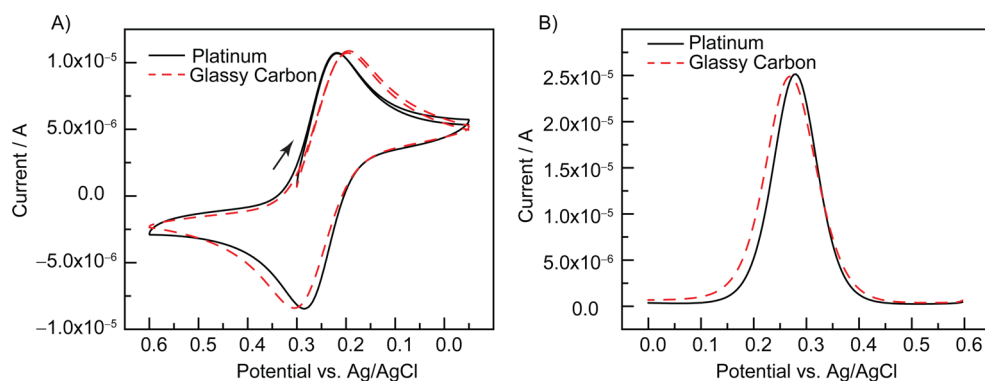 A)
Platinum
Glassy Carbon
1.0x10⁻⁵
5.0x10⁻⁶
0.0
−5.0x10⁻⁶
−1.0x10⁻⁵
Current / A
0.6 0.5 0.4 0.3 0.2 0.1 0.0
Potential vs. Ag/AgCl
B)
Platinum
Glassy Carbon
2.5x10⁻⁵
2.0x10⁻⁵
1.5x10⁻⁵
1.0x10⁻⁵
5.0x10⁻⁶
0.0
Current / A
0.0 0.1 0.2 0.3 0.4 0.5 0.6
Potential vs. Ag/AgCl